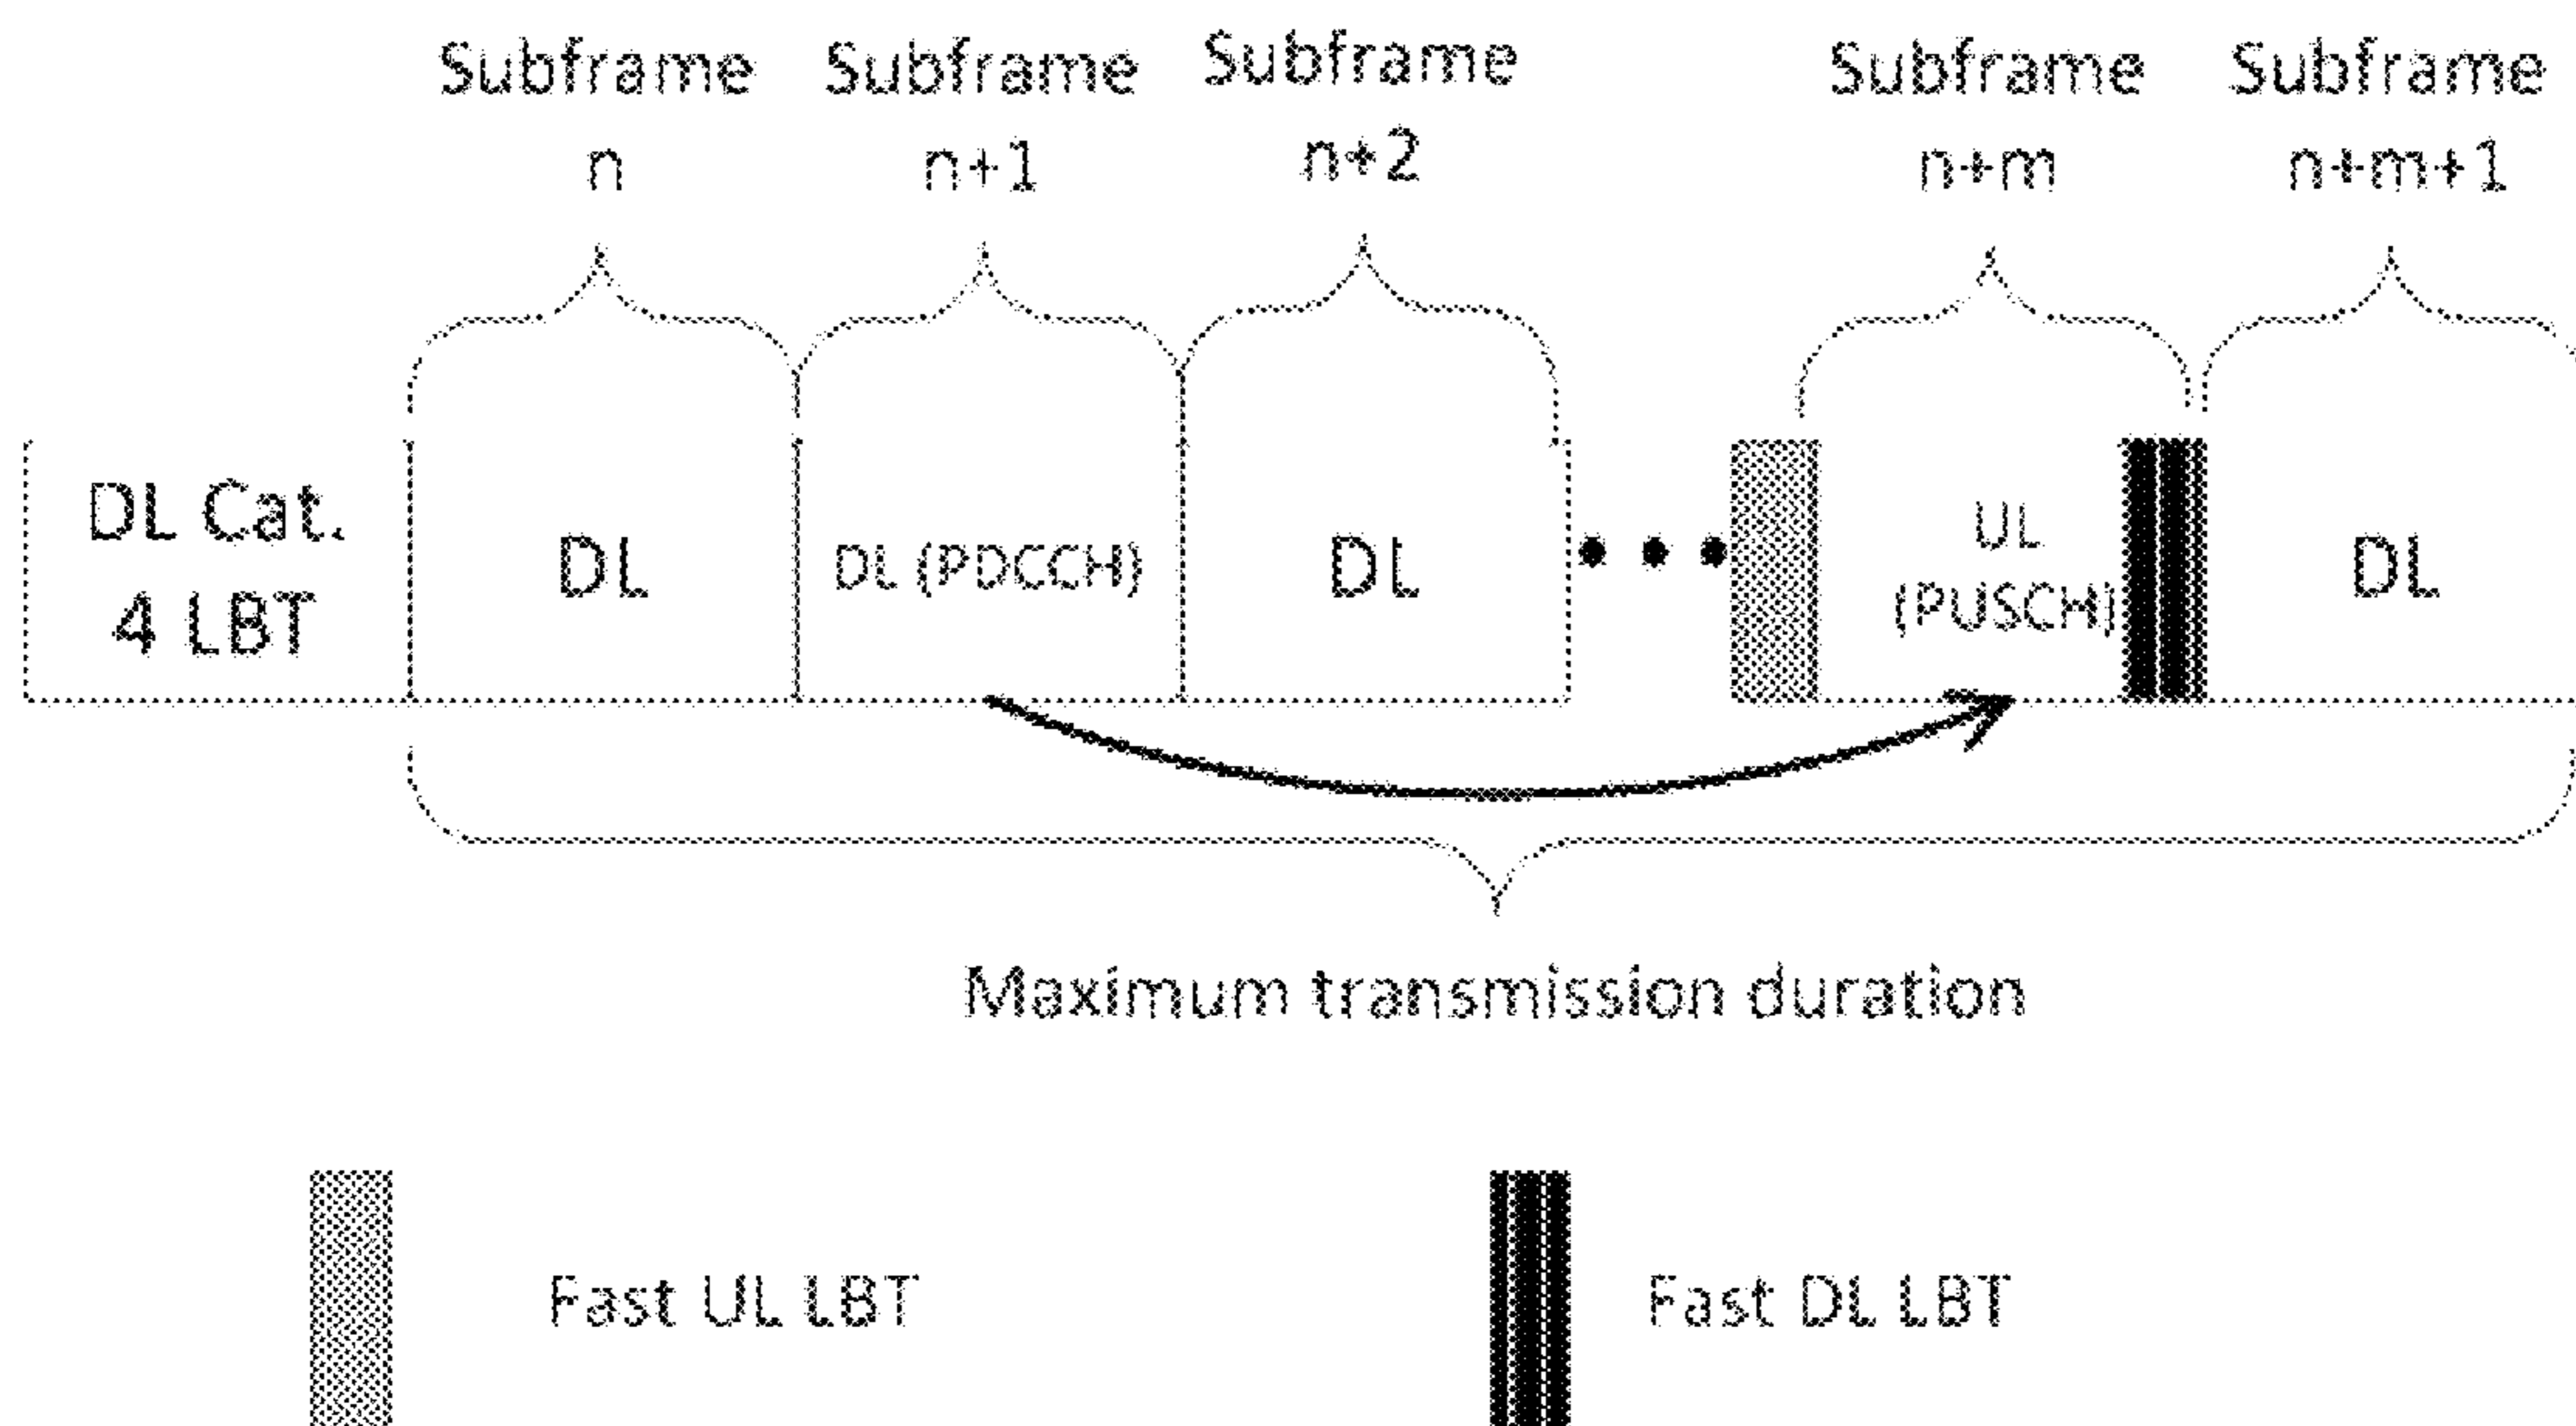 Subframe n
Subframe n+1
Subframe n+2
Subframe n+m
Subframe n+m+1
DL Cat.
4 LBT
DL
DL (PDCCH)
DL
UL
(PUSCH)
DL
Maximum transmission duration
Fast UL LBT
Fast DL LBT